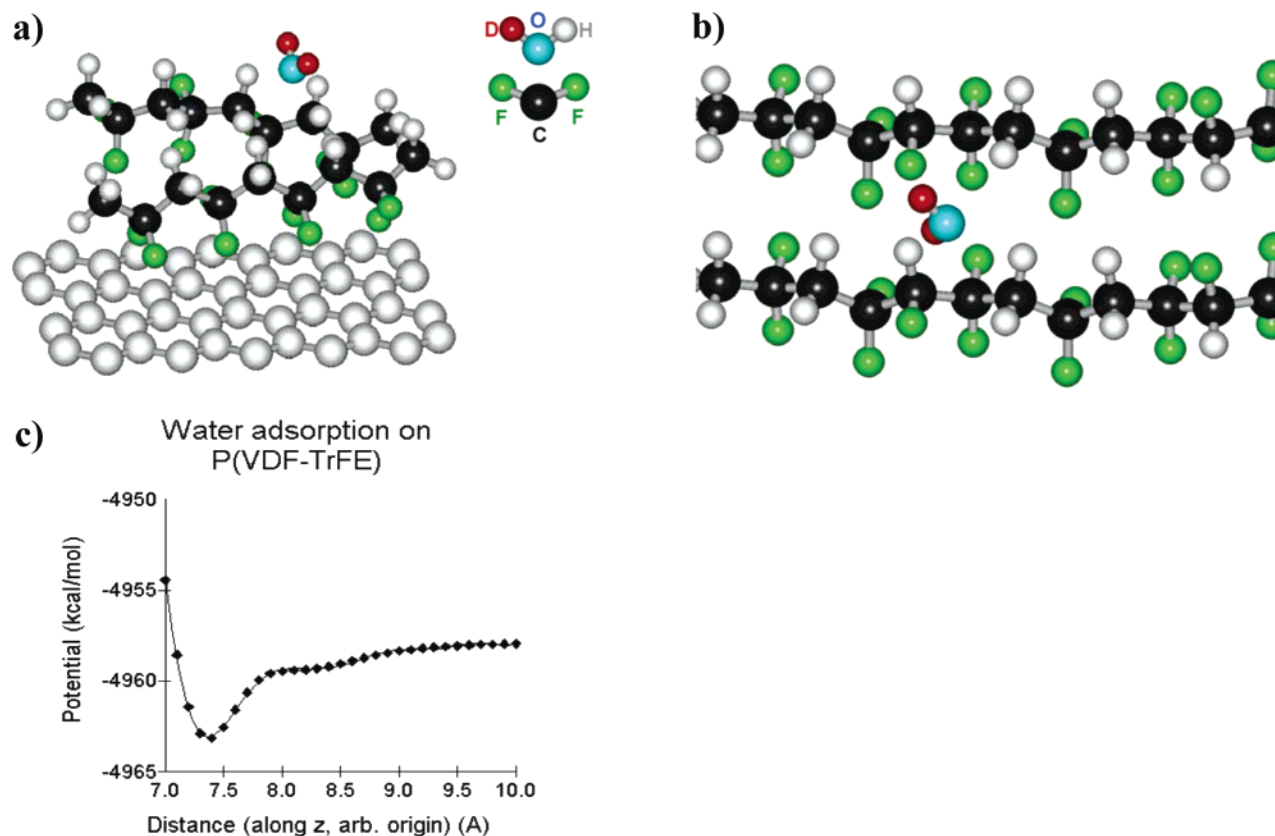 a)
D
O
H
F
C
F
b)
c)
Water adsorption on
P(VDF-TrFE)
Potential (kcal/mol)
-4950
-4955
-4960
-4965
7.0 7.5 8.0 8.5 9.0 9.5 10.0
Distance (along z, arb. origin) (A)